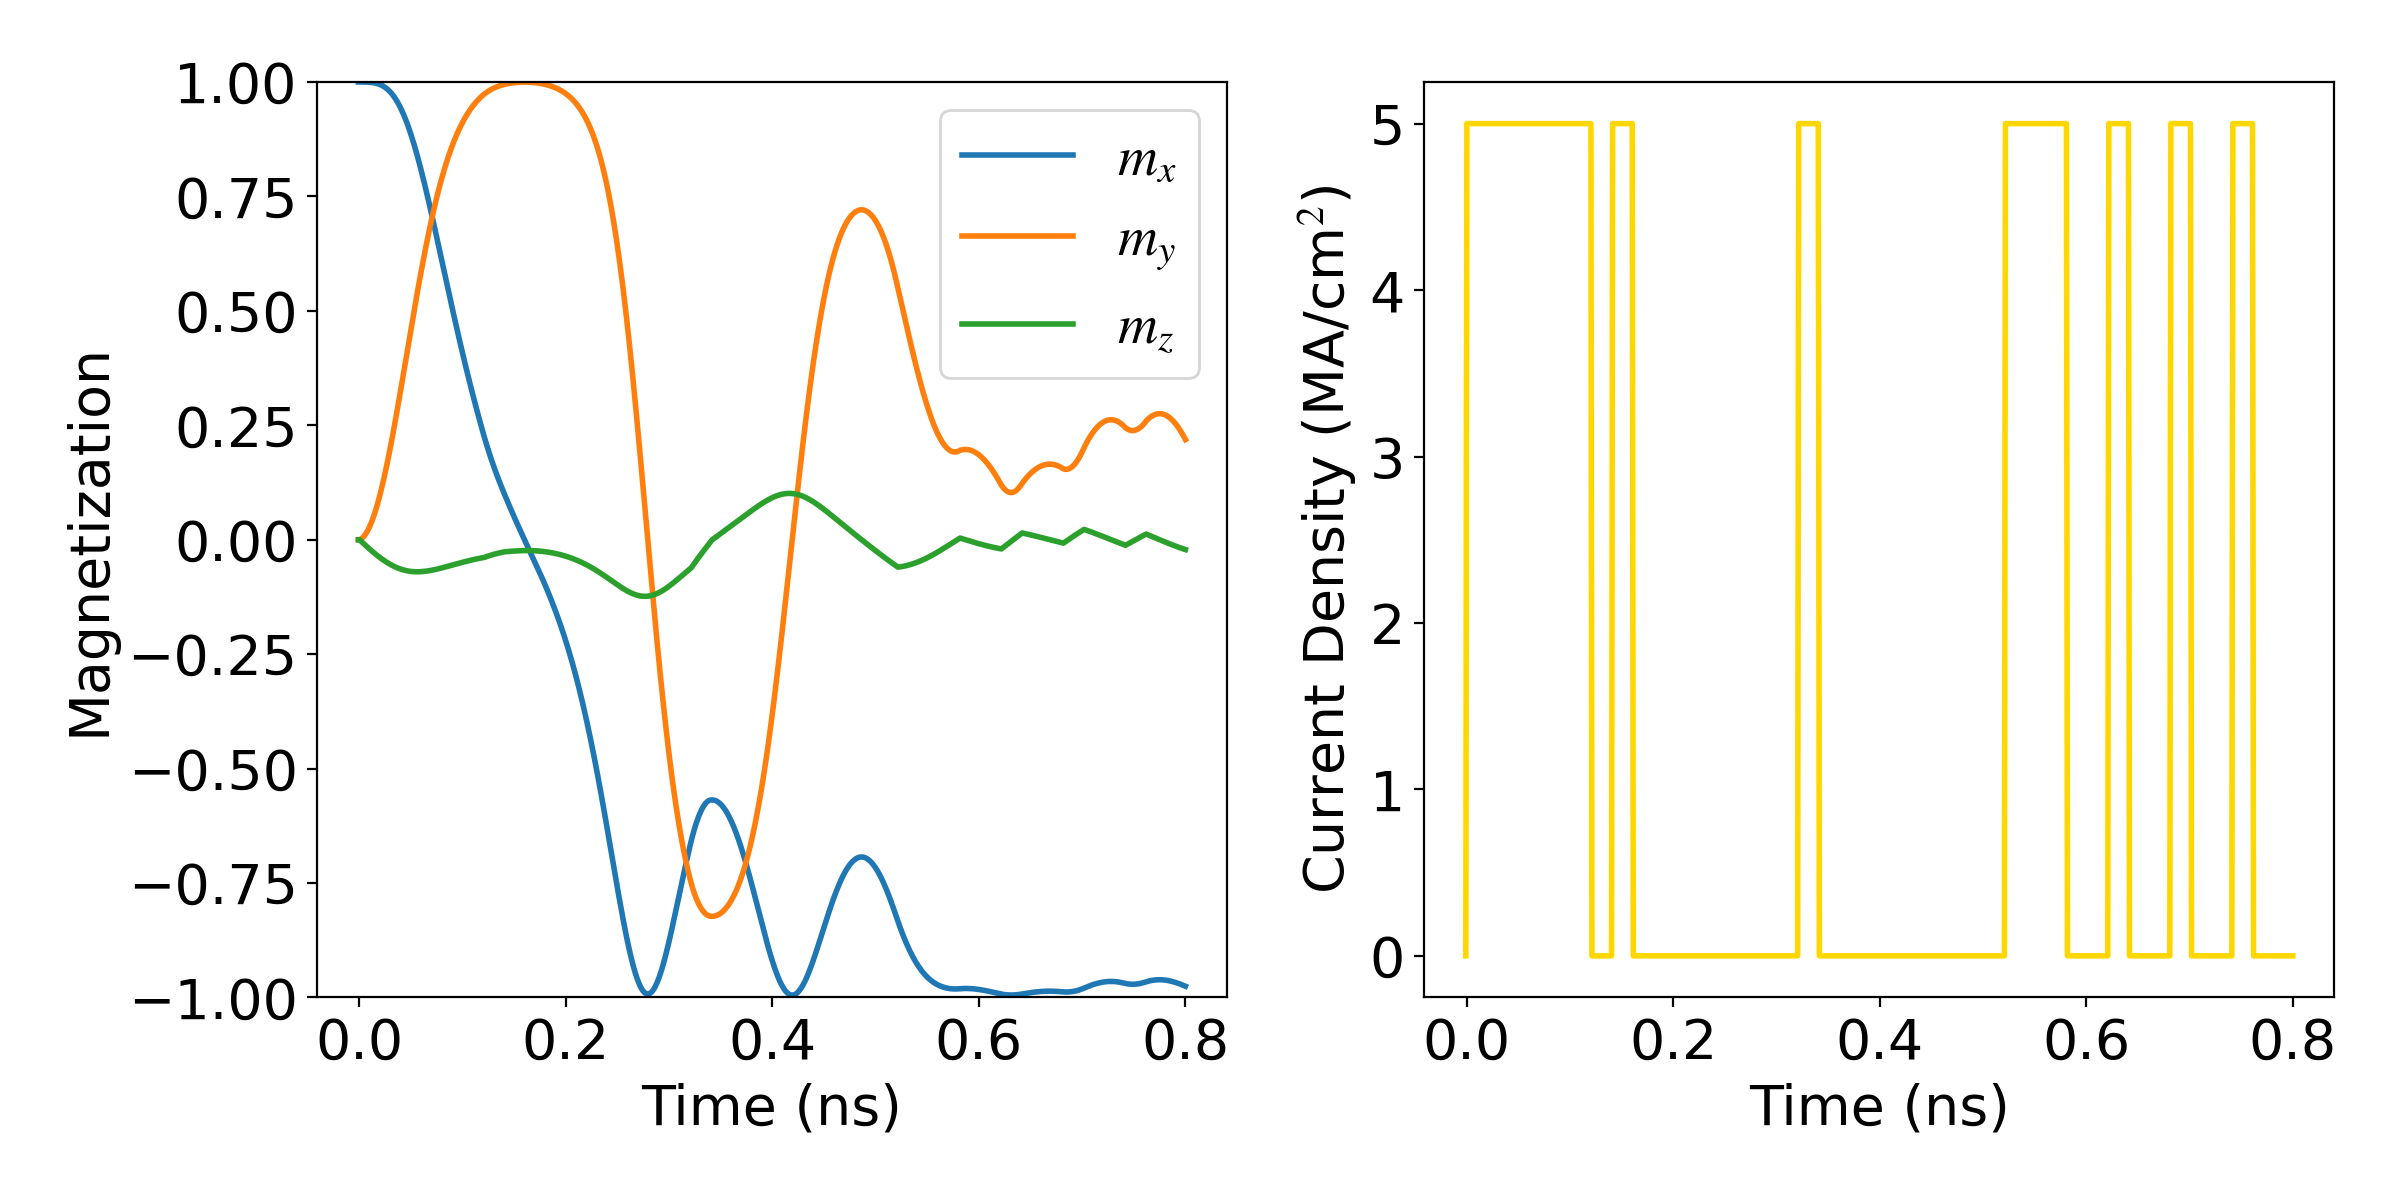 1.00
0.75
0.50
0.25
0.00
−0.25
−0.50
−0.75
−1.00
Magnetization
0.0 0.2 0.4 0.6 0.8
Time (ns)
m_x
m_y
m_z
5
4
3
2
1
0
Current Density (MA/cm²)
0.0 0.2 0.4 0.6 0.8
Time (ns)